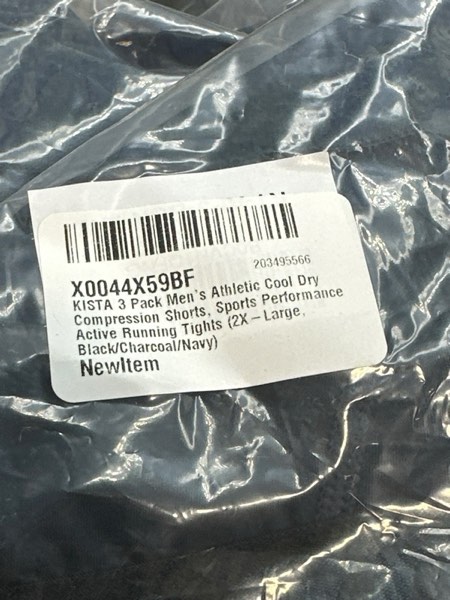 203495566
X0044X59BF
KISTA 3 Pack Men's Athletic Cool Dry
Compression Shorts, Sports Performance
Active Running Tights (2X-Large,
Black/Charcoal/Navy)
NewItem